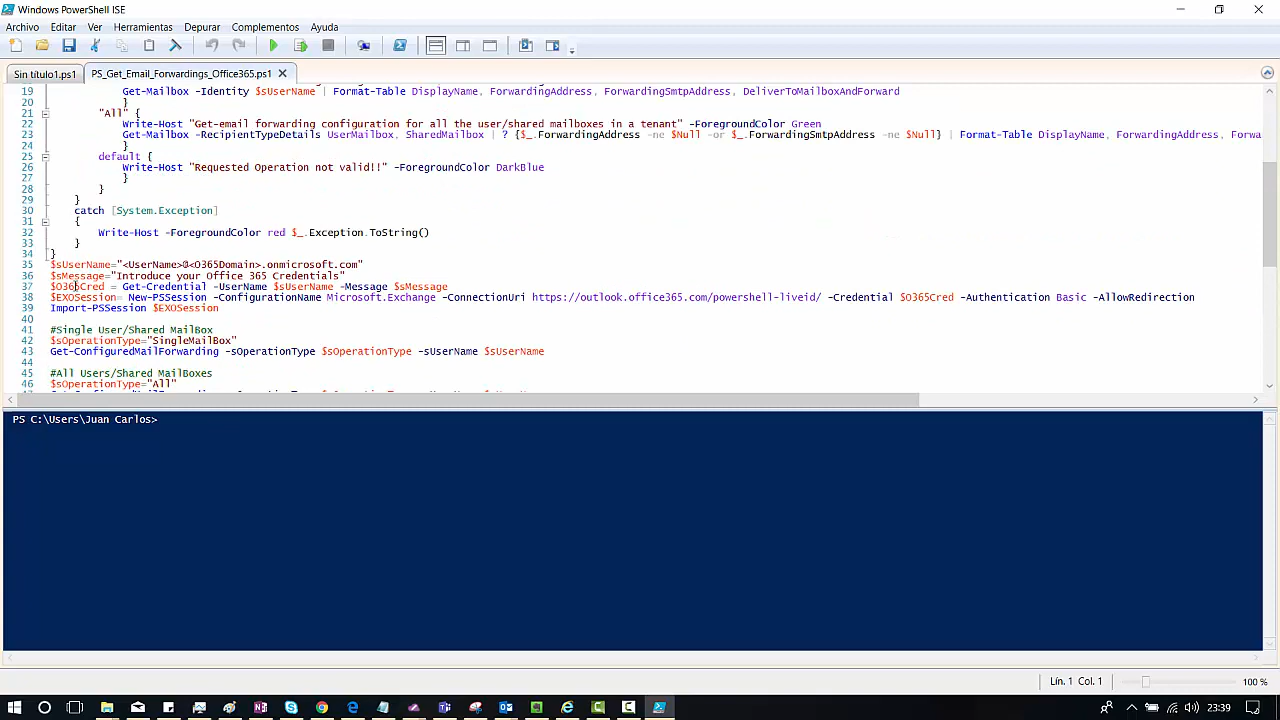 Windows PowerShell ISE
Archivo Editar Ver Herramientas Depurar Complementos Ayuda
Sin título1.ps1 PS_Get_Email_Forwardings_Office365.ps1
19 Get-Mailbox -Identity $sUserName | Format-Table DisplayName, ForwardingAddress, ForwardingSmtpAddress, DeliverToMailboxAndForward
20 }
21 "All" {
22 Write-Host "Get-email forwarding configuration for all the user/shared mailboxes in a tenant" -ForegroundColor Green
23 Get-Mailbox -RecipientTypeDetails UserMailbox, SharedMailbox | ? {$_.ForwardingAddress -ne $Null -or $_.ForwardingSmtpAddress -ne $Null} | Format-Table DisplayName, ForwardingAddress, Forwa
24 }
25 default {
26 Write-Host "Requested Operation not valid!!" -ForegroundColor DarkBlue
27 }
28 }
29 }
30 catch [System.Exception]
31 {
32 Write-Host -ForegroundColor red $_.Exception.ToString()
33 }
34 }
35 $sUserName="<UserName>@<O365Domain>.onmicrosoft.com"
36 $sMessage="Introduce your Office 365 Credentials"
37 $O365Cred = Get-Credential -UserName $sUserName -Message $sMessage
38 $EXOSession= New-PSSession -ConfigurationName Microsoft.Exchange -ConnectionUri https://outlook.office365.com/powershell-liveid/ -Credential $O365Cred -Authentication Basic -AllowRedirection
39 Import-PSSession $EXOSession
40
41 #Single User/Shared MailBox
42 $sOperationType="SingleMailBox"
43 Get-ConfiguredMailForwarding -sOperationType $sOperationType -sUserName $sUserName
44
45 #All Users/Shared MailBoxes
46 $sOperationType="All"
PS C:\Users\Juan Carlos>
Lín. 1 Col. 1 100 %
23:39